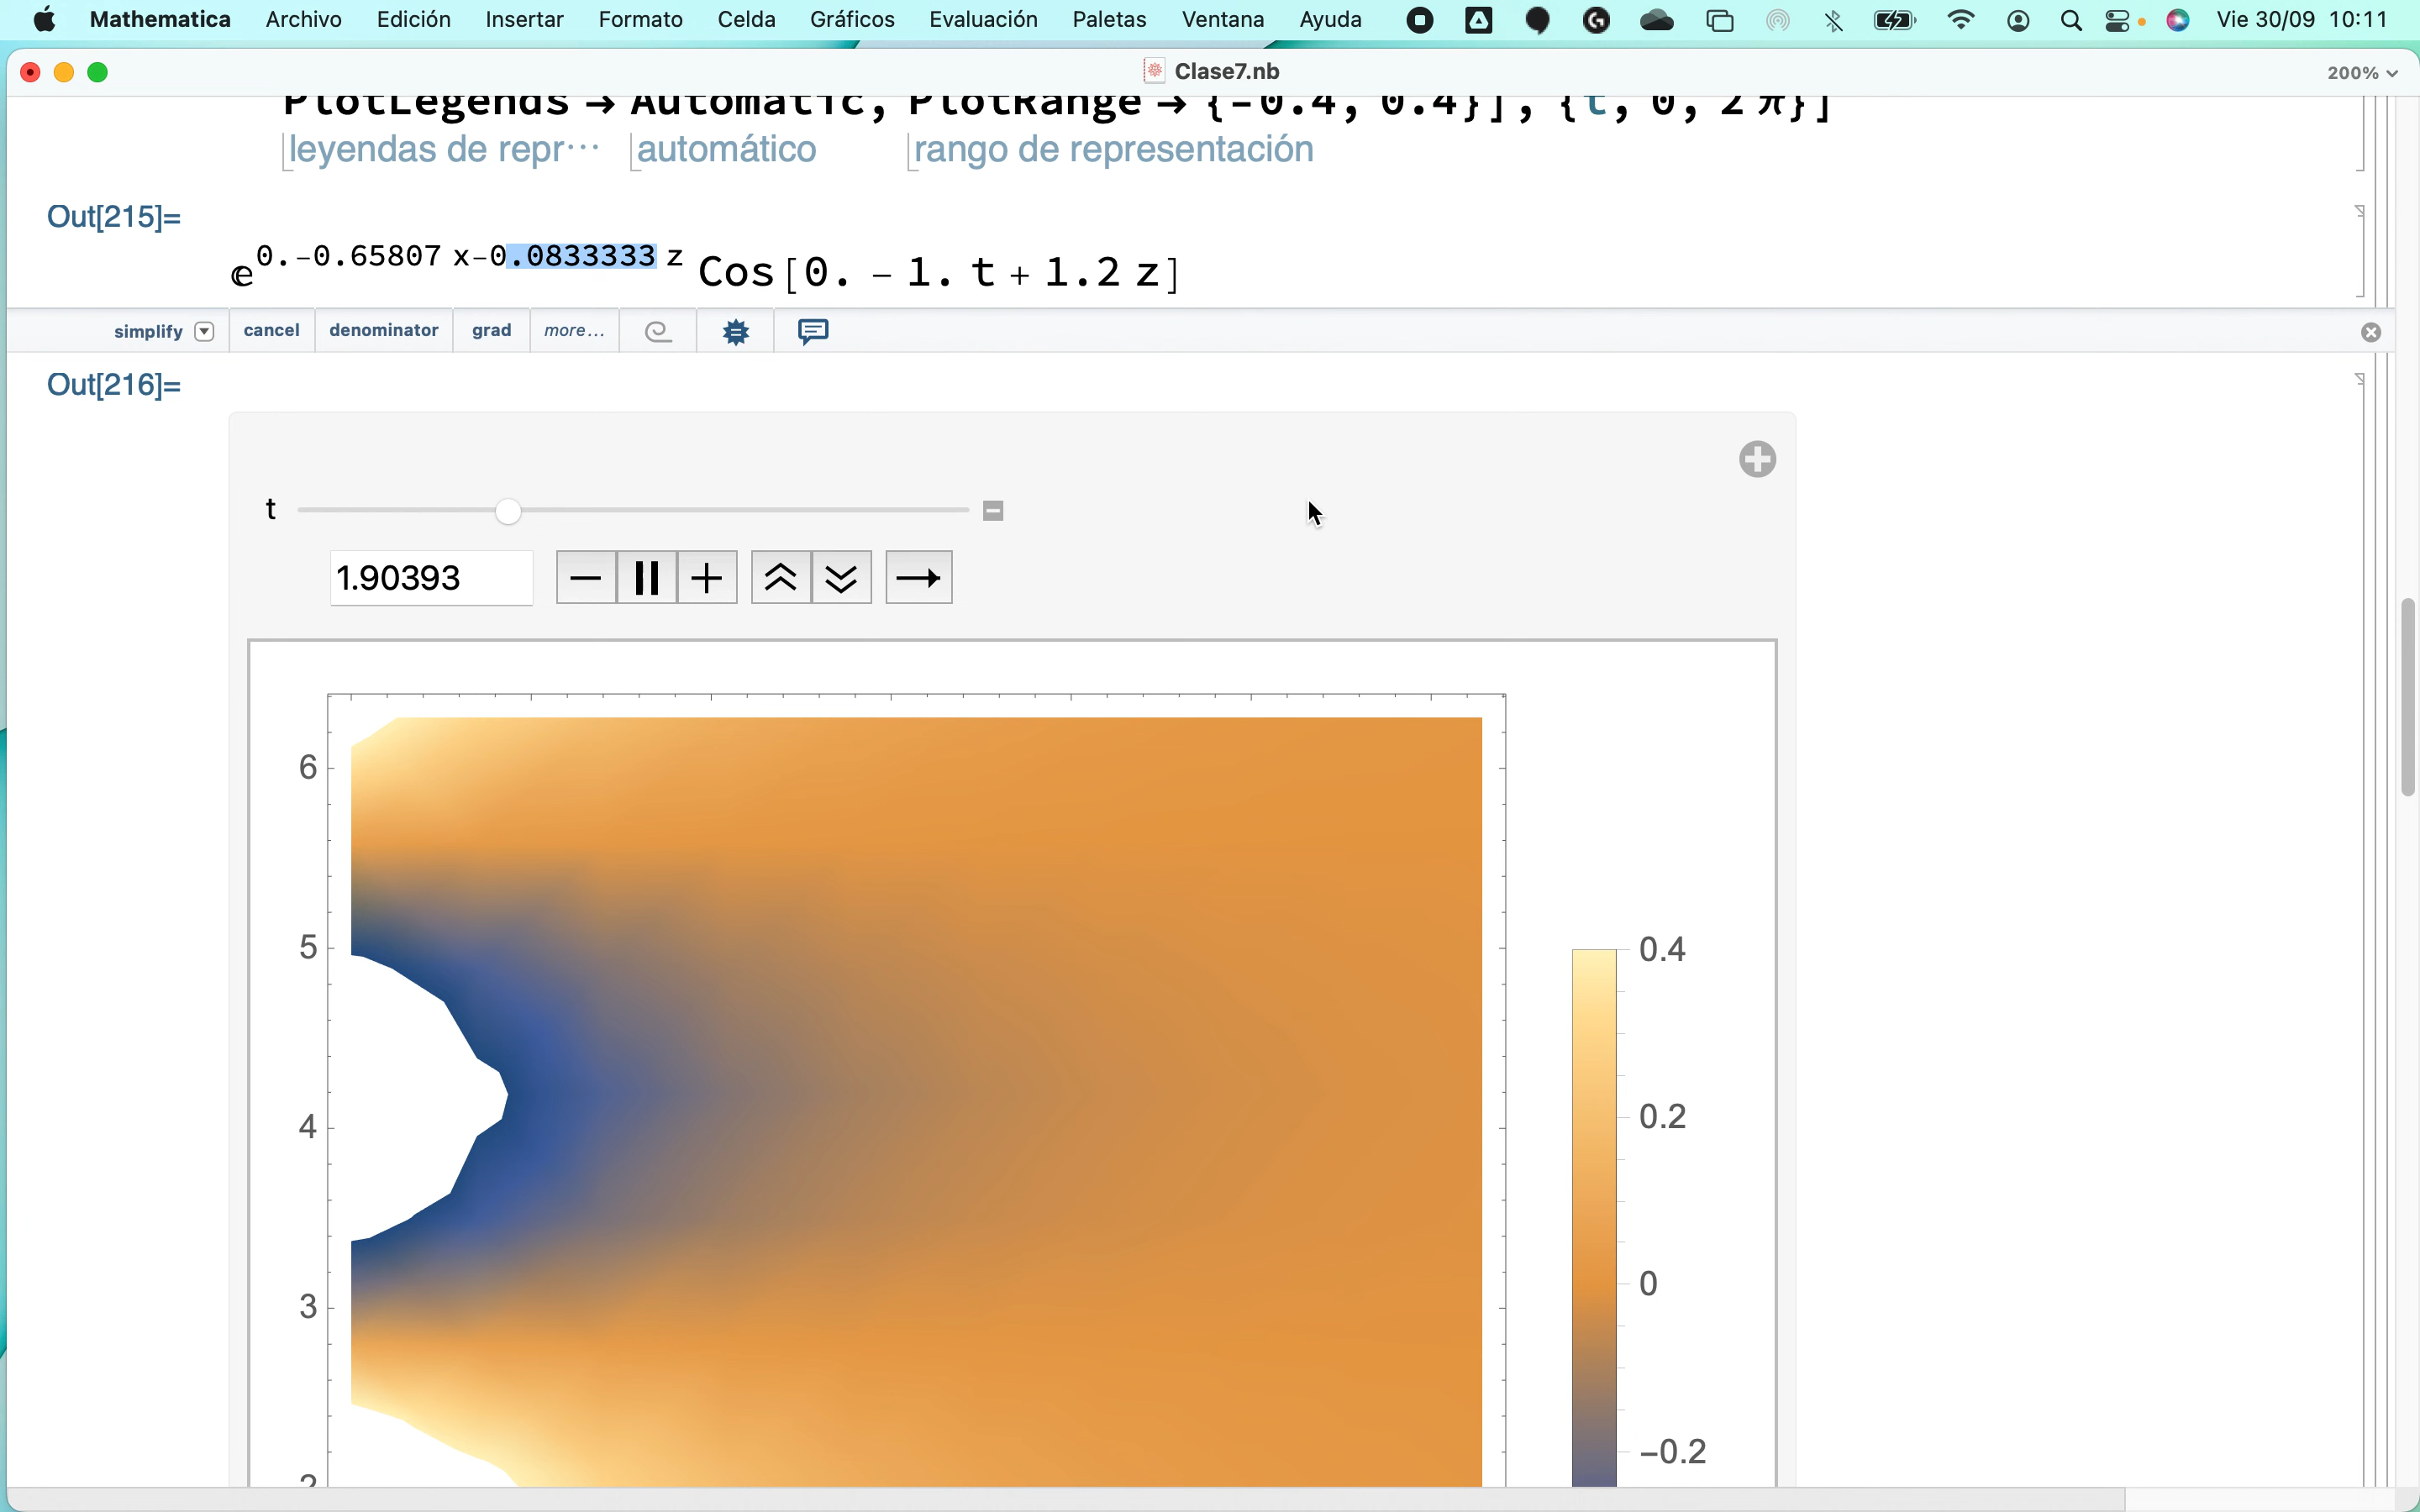 Mathematica Archivo Edición Insertar Formato Celda Gráficos Evaluación Paletas Ventana Ayuda Vie 30/09 10:11
Clase7.nb
200%
PlotLegends → Automatic, PlotRange → {-0.4, 0.4}], {t, 0, 2 π}]
leyendas de repr··· automático rango de representación
Out[215]=
ⅇ^0.-0.65807 x-0.0833333 z Cos[0. - 1. t + 1.2 z]
simplify cancel denominator grad more...
Out[216]=
t
1.90393
6
5
0.4
4
0.2
3
0
-0.2
2